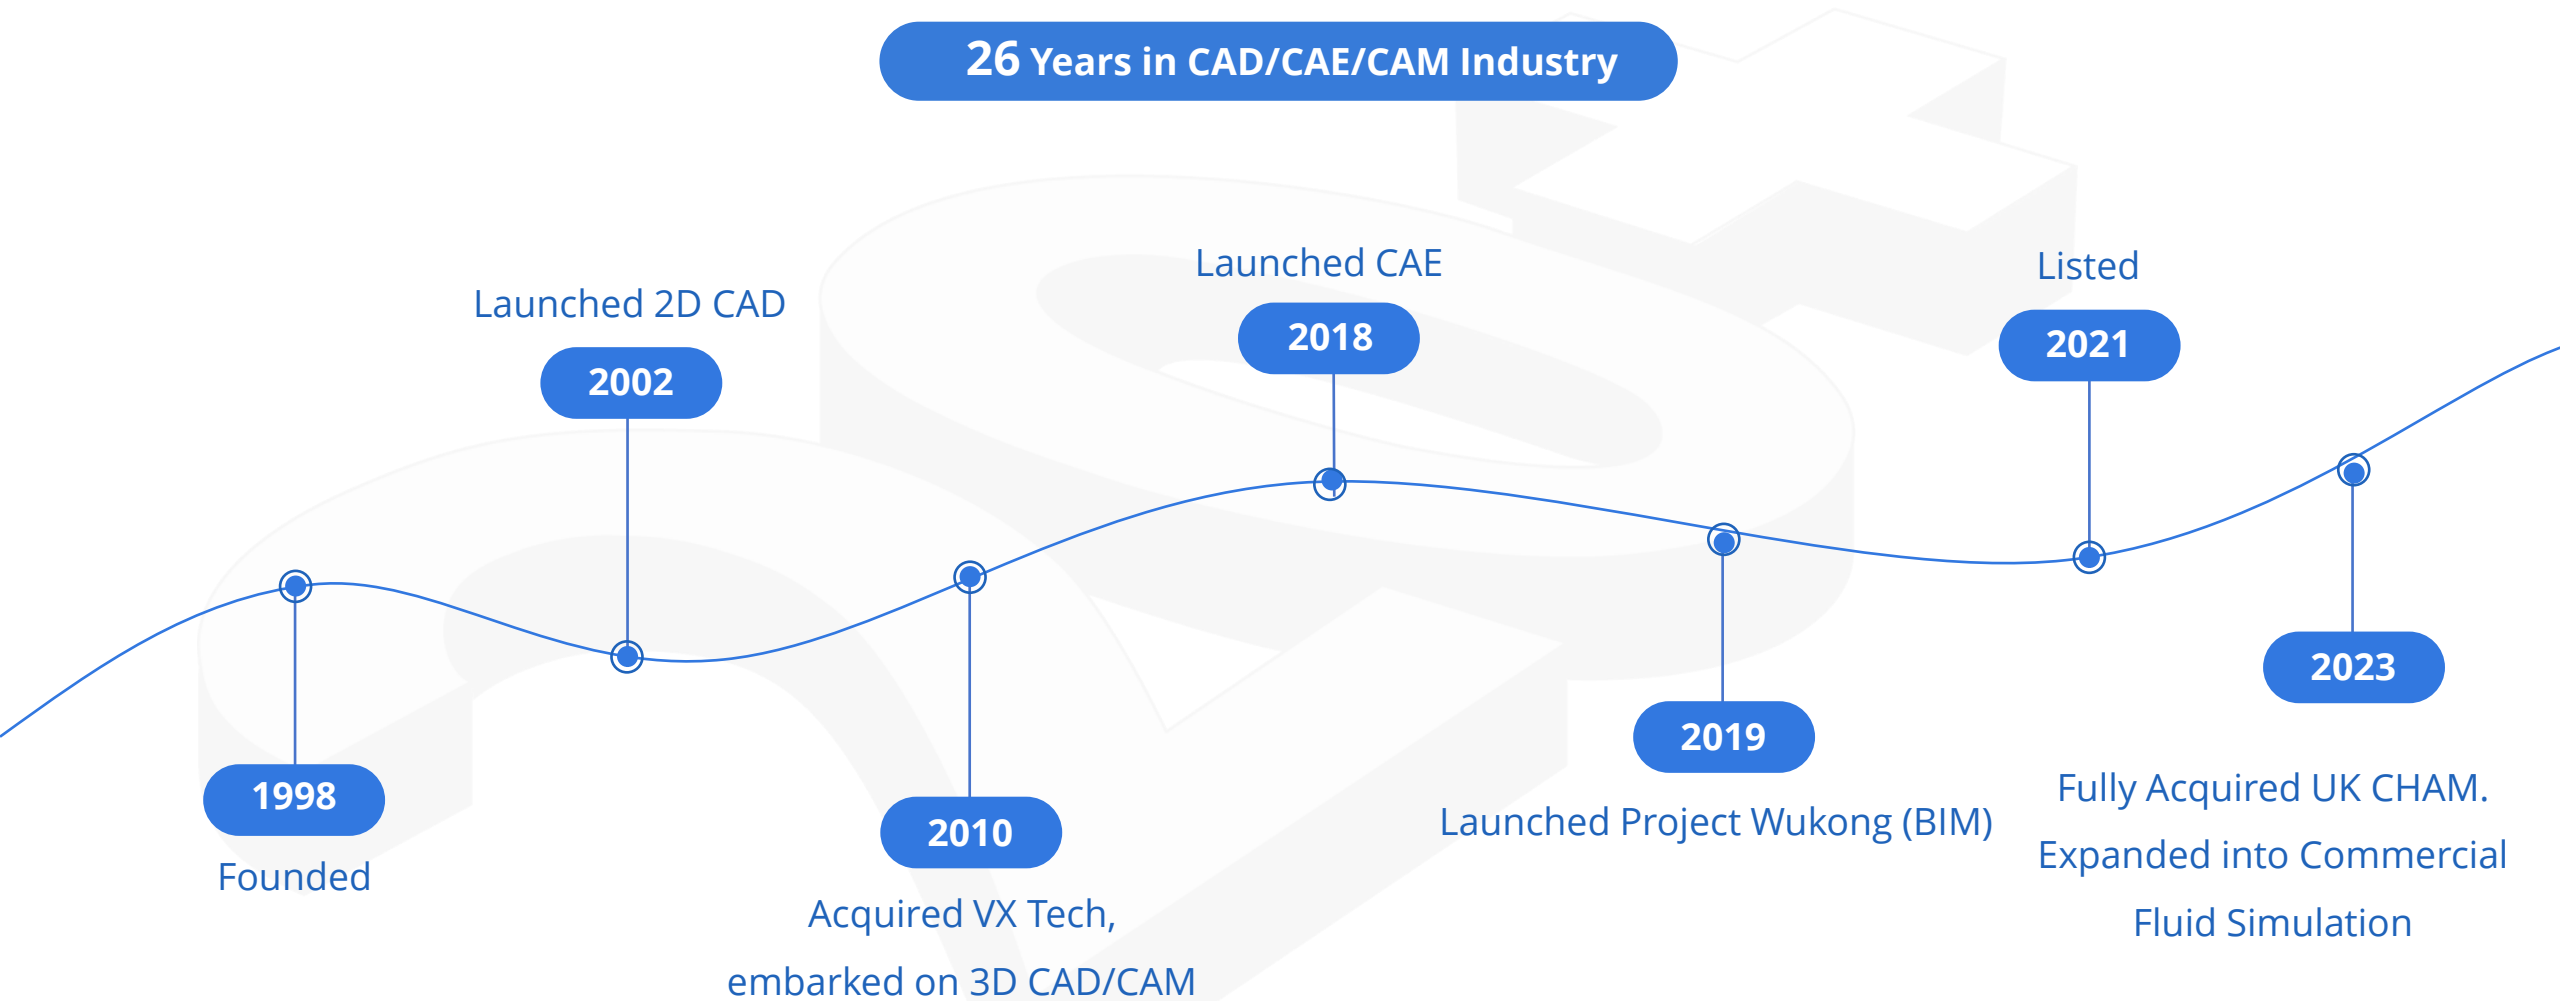 26 Years in CAD/CAE/CAM Industry
1998
Founded
Launched 2D CAD
2002
2010
Acquired VX Tech,
embarked on 3D CAD/CAM
Launched CAE
2018
2019
Launched Project Wukong (BIM)
Listed
2021
2023
Fully Acquired UK CHAM.
Expanded into Commercial
Fluid Simulation